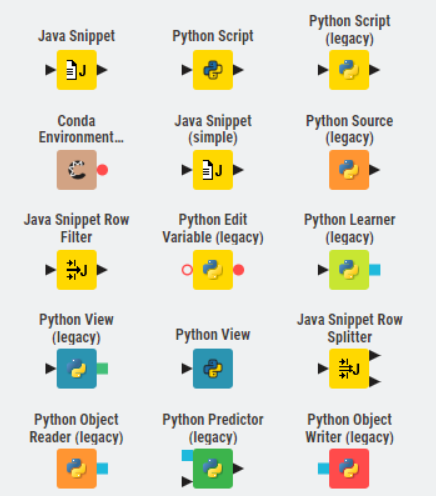 Java Snippet
Python Script
Python Script
(legacy)
Conda
Environment...
Java Snippet
(simple)
Python Source
(legacy)
Java Snippet Row
Filter
Python Edit
Variable (legacy)
Python Learner
(legacy)
Python View
(legacy)
Python View
Java Snippet Row
Splitter
Python Object
Reader (legacy)
Python Predictor
(legacy)
Python Object
Writer (legacy)